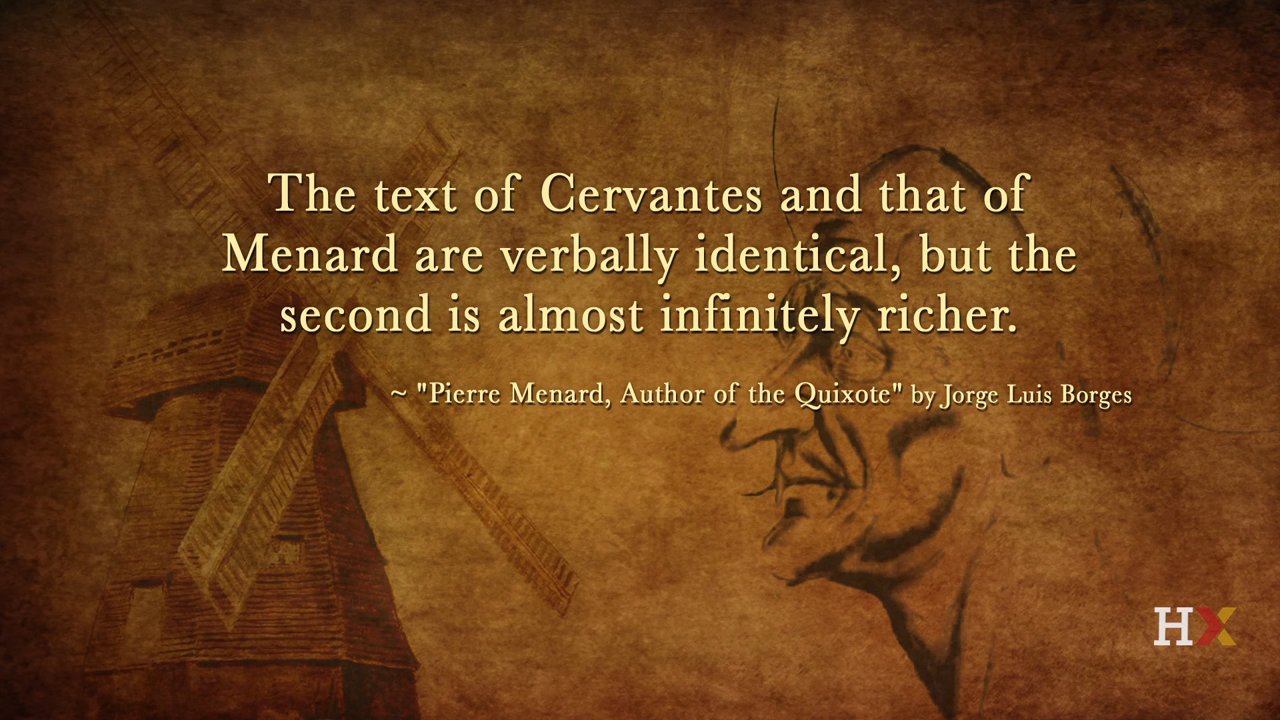 The text of Cervantes and that of
Menard are verbally identical, but the
second is almost infinitely richer.
~ "Pierre Menard, Author of the Quixote" by Jorge Luis Borges
HX